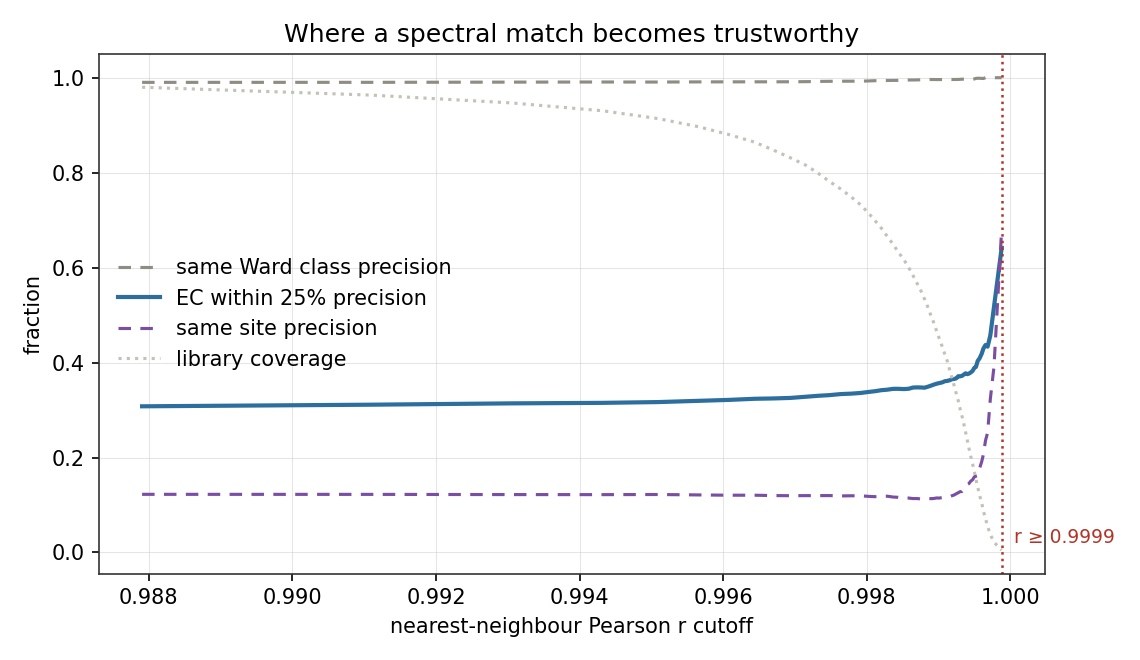 Where a spectral match becomes trustworthy
fraction
1.0
0.8
0.6
0.4
0.2
0.0
same Ward class precision
EC within 25% precision
same site precision
library coverage
r ≥ 0.9999
0.988 0.990 0.992 0.994 0.996 0.998 1.000
nearest-neighbour Pearson r cutoff